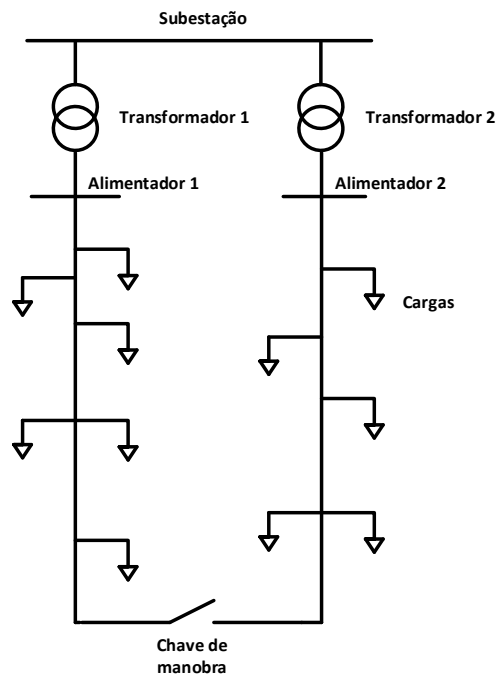 Subestação
Transformador 1
Transformador 2
Alimentador 1
Alimentador 2
Cargas
Chave de
manobra